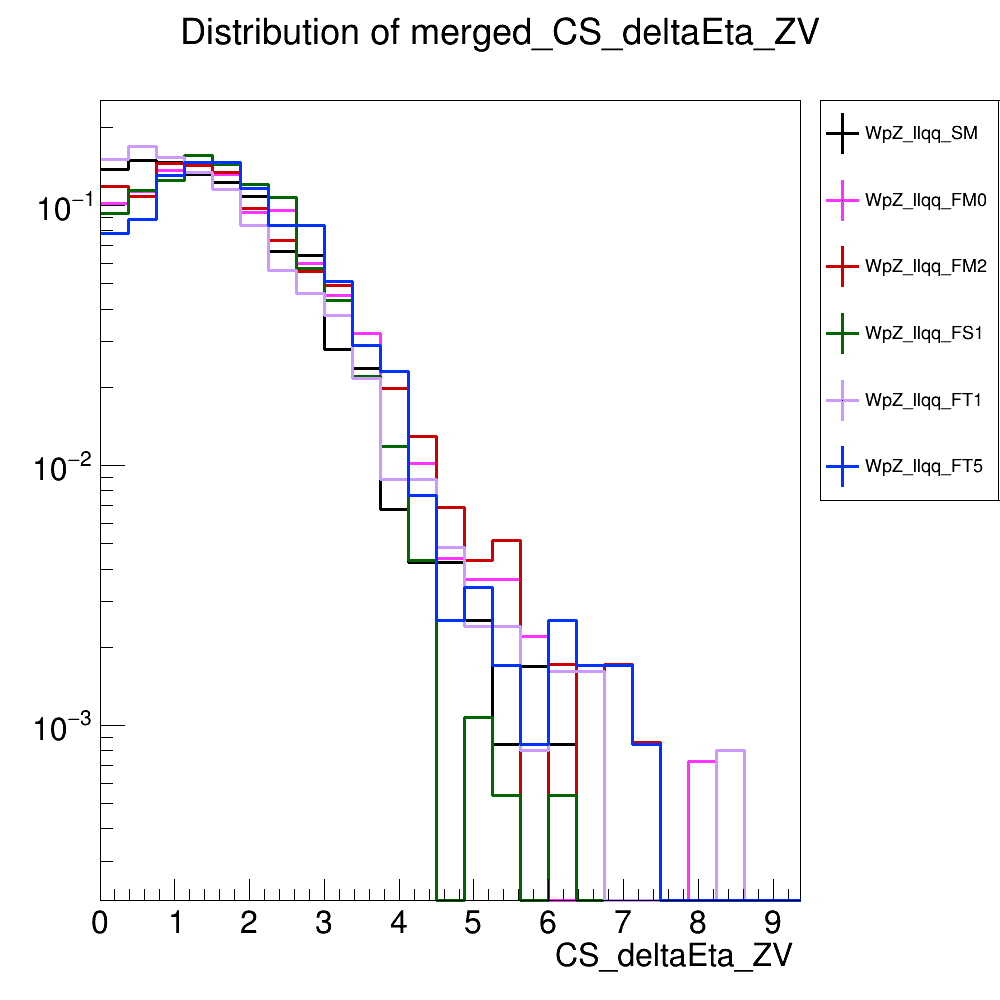 Distribution of merged_CS_deltaEta_ZV
10−1
10−2
10−3
0 1 2 3 4 5 6 7 8 9
CS_deltaEta_ZV
WpZ_llqq_SM
WpZ_llqq_FM0
WpZ_llqq_FM2
WpZ_llqq_FS1
WpZ_llqq_FT1
WpZ_llqq_FT5